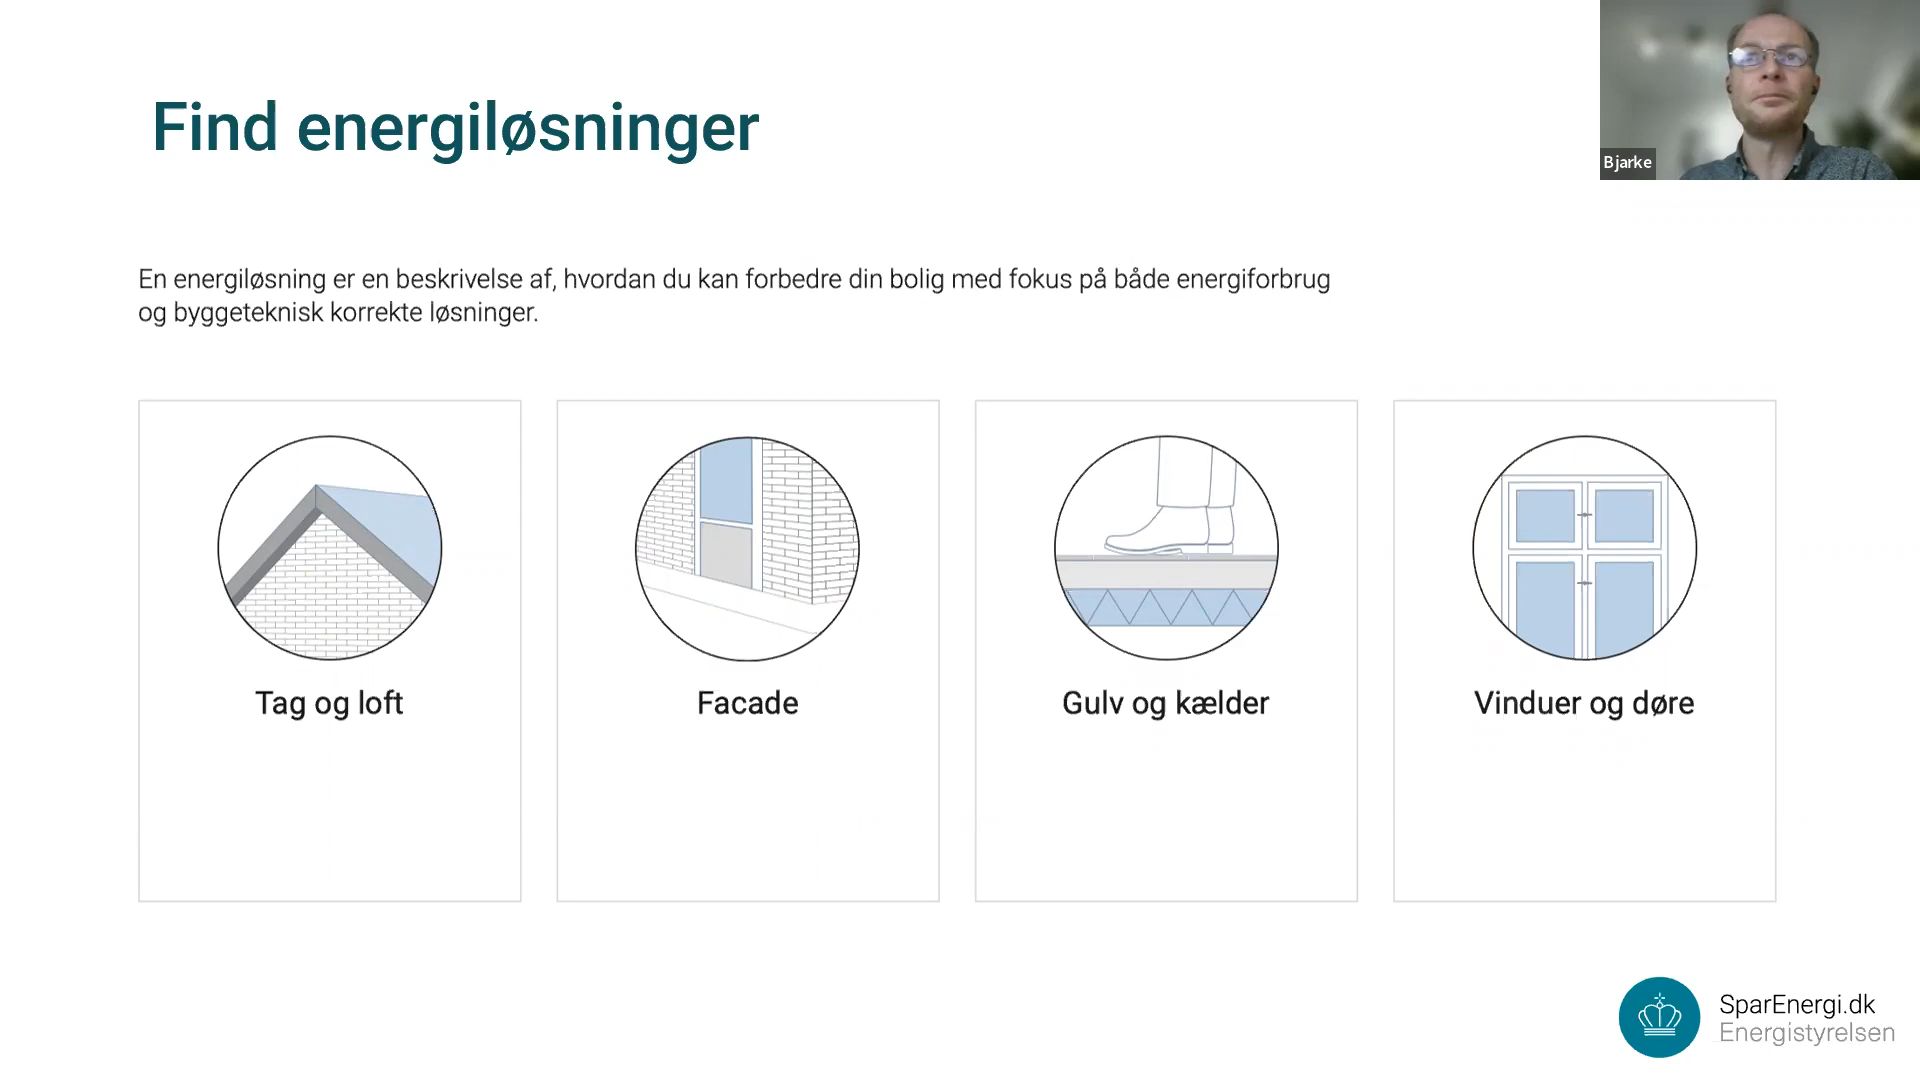 Find energiløsninger
Bjarke
En energiløsning er en beskrivelse af, hvordan du kan forbedre din bolig med fokus på både energiforbrug
og byggeteknisk korrekte løsninger.
Tag og loft
Facade
Gulv og kælder
Vinduer og døre
SparEnergi.dk
Energistyrelsen